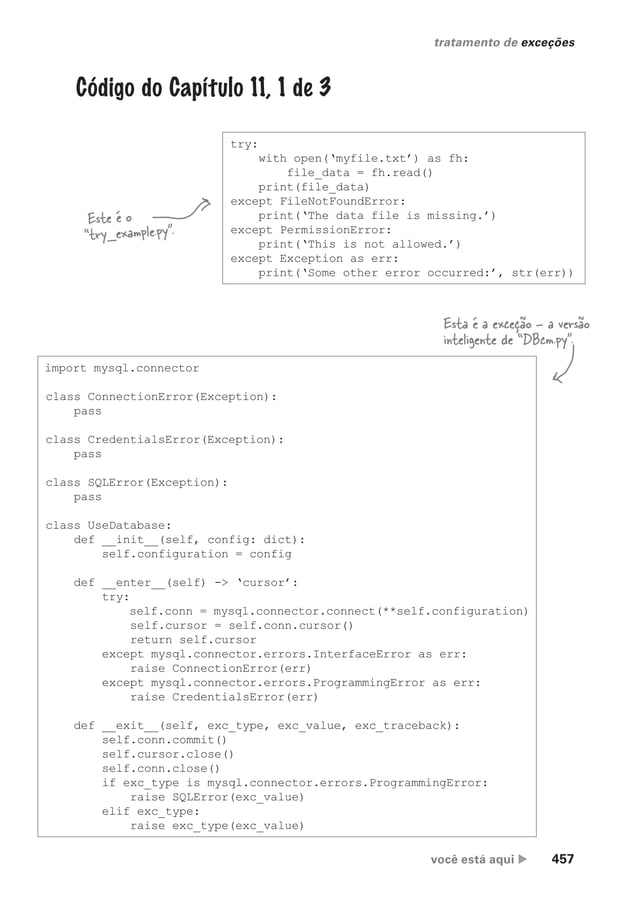 tratamento de exceções
Código do Capítulo 11, 1 de 3
try:
    with open(‘myfile.txt’) as fh:
        file_data = fh.read()
    print(file_data)
except FileNotFoundError:
    print(‘The data file is missing.’)
except PermissionError:
    print(‘This is not allowed.’)
except Exception as err:
    print(‘Some other error occurred:’, str(err))
Este é o
“try_example.py”.
Esta é a exceção – a versão
inteligente de “DBcm.py”.
import mysql.connector
class ConnectionError(Exception):
    pass
class CredentialsError(Exception):
    pass
class SQLError(Exception):
    pass
class UseDatabase:
    def __init__(self, config: dict):
        self.configuration = config
    def __enter__(self) -> ‘cursor’:
        try:
            self.conn = mysql.connector.connect(**self.configuration)
            self.cursor = self.conn.cursor()
            return self.cursor
        except mysql.connector.errors.InterfaceError as err:
            raise ConnectionError(err)
        except mysql.connector.errors.ProgrammingError as err:
            raise CredentialsError(err)
    def __exit__(self, exc_type, exc_value, exc_traceback):
        self.conn.commit()
        self.cursor.close()
        self.conn.close()
        if exc_type is mysql.connector.errors.ProgrammingError:
            raise SQLError(exc_value)
        elif exc_type:
            raise exc_type(exc_value)
você está aqui ▶ 457